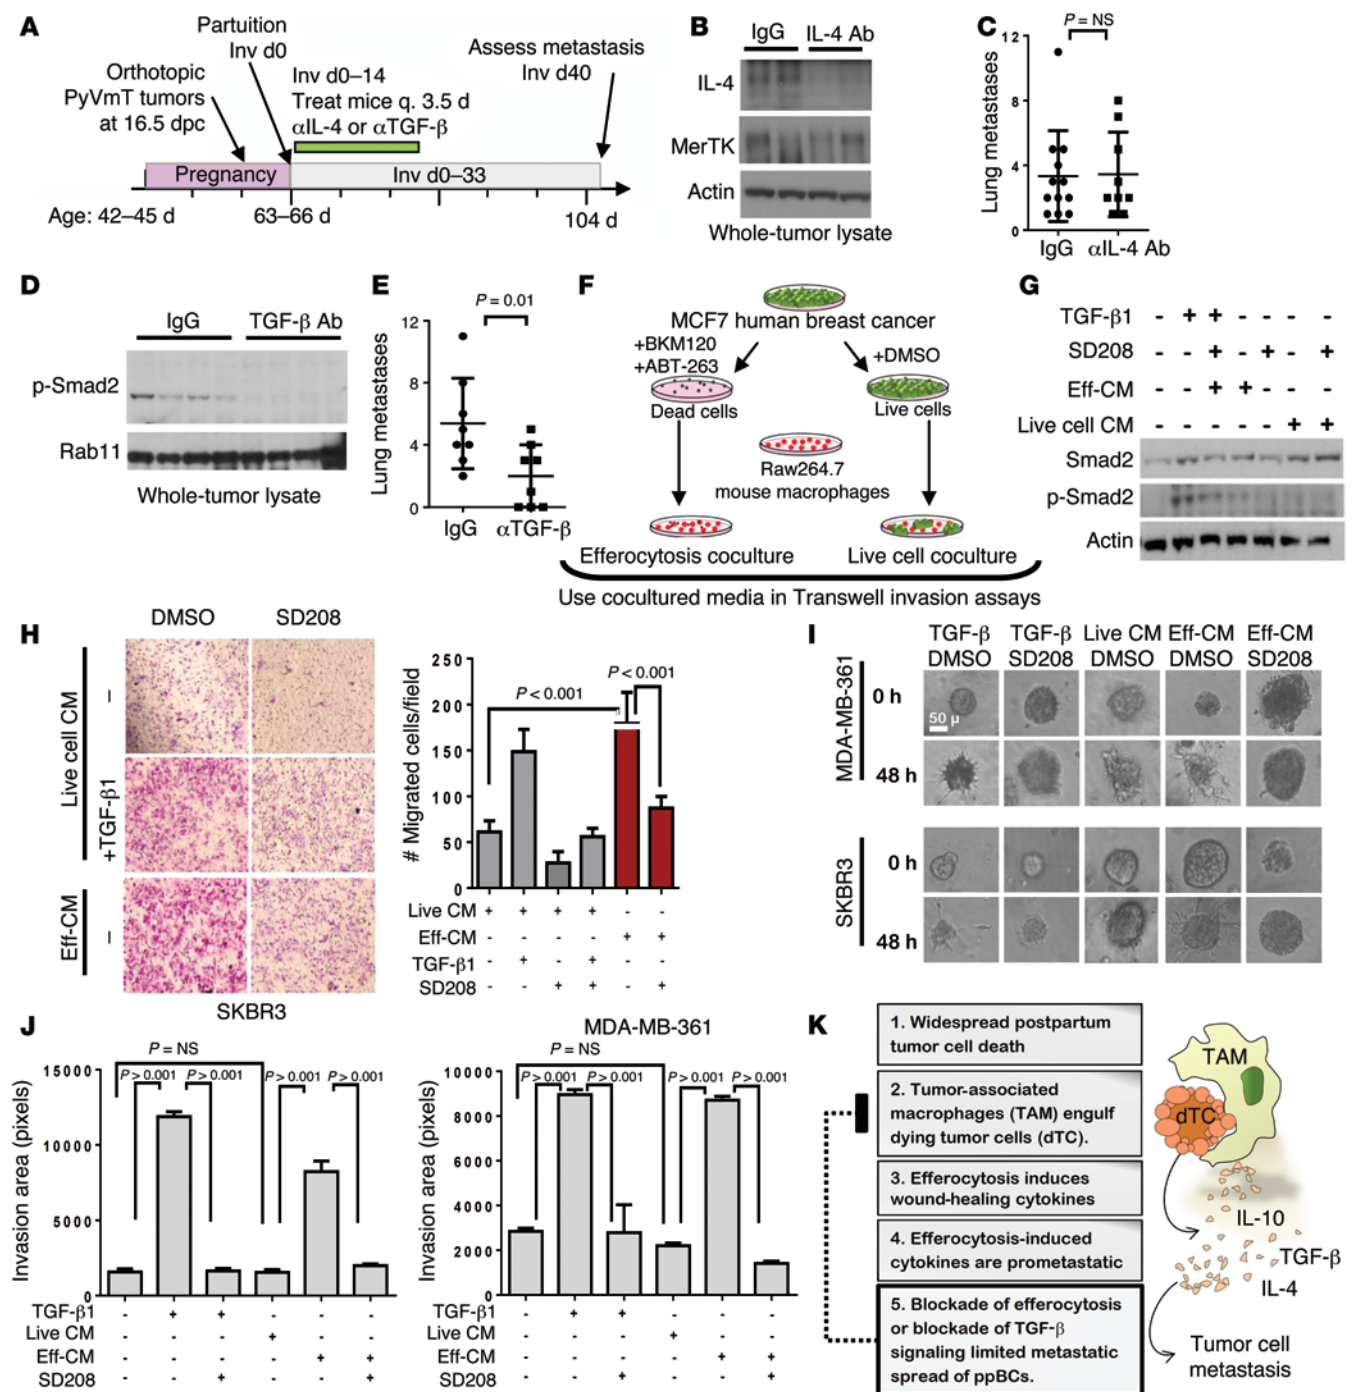 A
Partuition
Inv d0
Orthotopic
PyVmT tumors
at 16.5 dpc
Inv d0–14
Treat mice q. 3.5 d
αIL-4 or αTGF-β
Assess metastasis
Inv d40
Pregnancy
Inv d0–33
Age: 42–45 d
63–66 d
104 d
B
IgG
IL-4 Ab
IL-4
MerTK
Actin
Whole-tumor lysate
C
P = NS
Lung metastases
12
8
4
0
IgG
αIL-4 Ab
D
IgG
TGF-β Ab
p-Smad2
Rab11
Whole-tumor lysate
E
P = 0.01
Lung metastases
12
8
4
0
IgG
αTGF-β
F
MCF7 human breast cancer
+BKM120
+ABT-263
+DMSO
Dead cells
Live cells
Raw264.7
mouse macrophages
Efferocytosis coculture
Live cell coculture
Use cocultured media in Transwell invasion assays
G
TGF-β1 - + + - - - -
SD208 - - + - + - +
Eff-CM - - + + - - -
Live cell CM - - - - - + +
Smad2
p-Smad2
Actin
H
DMSO
SD208
Live cell CM
–
+TGF-β1
Eff-CM
–
SKBR3
# Migrated cells/field
250
200
150
100
50
0
P < 0.001
P < 0.001
Live CM + + + + - -
Eff-CM - - - - + +
TGF-β1 - + - + - -
SD208 - - + + - +
I
TGF-β
DMSO
TGF-β
SD208
Live CM
DMSO
Eff-CM
DMSO
Eff-CM
SD208
MDA-MB-361
0 h
50 µ
48 h
SKBR3
0 h
48 h
J
P = NS
P > 0.001
P > 0.001
P > 0.001
P > 0.001
Invasion area (pixels)
15000
10000
5000
0
TGF-β1 - + + - - -
Live CM - - - + - -
Eff-CM - - - - + +
SD208 - - + - - +
MDA-MB-361
P = NS
P > 0.001
P > 0.001
P > 0.001
P > 0.001
Invasion area (pixels)
10000
8000
6000
4000
2000
0
TGF-β1 - + + - - -
Live CM - - - + - -
Eff-CM - - - - + +
SD208 - - + - - +
K
1. Widespread postpartum
tumor cell death
2. Tumor-associated
macrophages (TAM) engulf
dying tumor cells (dTC).
3. Efferocytosis induces
wound-healing cytokines
4. Efferocytosis-induced
cytokines are prometastatic
5. Blockade of efferocytosis
or blockade of TGF-β
signaling limited metastatic
spread of ppBCs.
TAM
dTC
IL-10
TGF-β
IL-4
Tumor cell
metastasis